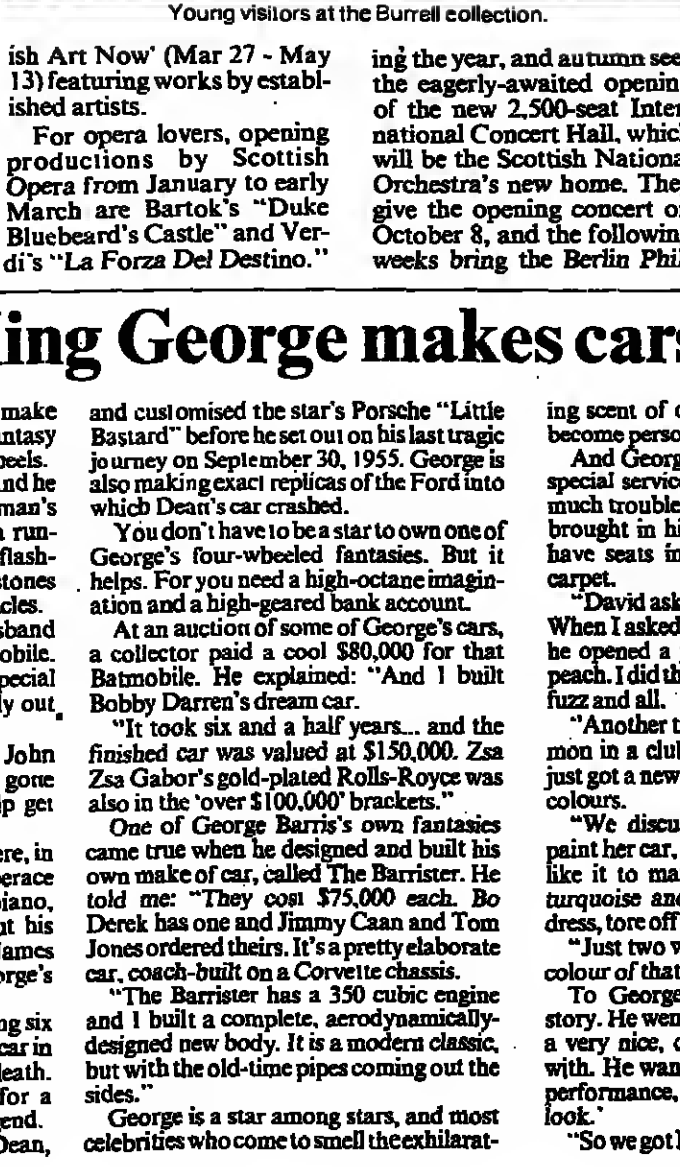 Young visitors at the Burrell collection.
ish Art Now' (Mar 27 - May
13) featuring works by establ-
ished artists.
For opera lovers, opening
productions by Scottish
Opera from January to early
March are Bartok's "Duke
Bluebeard's Castle" and Ver-
di's "La Forza Del Destino."
ing the year, and autumn see
the eagerly-awaited openin
of the new 2,500-seat Inter
national Concert Hall, whic
will be the Scottish Nationa
Orchestra's new home. The
give the opening concert o
October 8, and the followin
weeks bring the Berlin Phil
ing George makes cars
make
ntasy
eels.
nd he
man's
run-
flash-
stones
cles.
sband
obile.
pecial
ly out
John
gone
p get
ere, in
erace
piano,
ut his
ames
orge's
ng six
car in
death.
for a
gend.
Dean,
and customised the star's Porsche "Little
Bastard" before he set out on his last tragic
journey on September 30, 1955. George is
also making exact replicas of the Ford into
which Dean's car crashed.
You don't have to be a star to own one of
George's four-wheeled fantasies. But it
helps. For you need a high-octane imagin-
ation and a high-geared bank account.
At an auction of some of George's cars,
a collector paid a cool $80,000 for that
Batmobile. He explained: "And I built
Bobby Darren's dream car.
"It took six and a half years... and the
finished car was valued at $150,000. Zsa
Zsa Gabor's gold-plated Rolls-Royce was
also in the 'over $100,000' brackets."
One of George Barris's own fantasies
came true when he designed and built his
own make of car, called The Barrister. He
told me: "They cost $75,000 each. Bo
Derek has one and Jimmy Caan and Tom
Jones ordered theirs. It's a pretty elaborate
car, coach-built on a Corvette chassis.
"The Barrister has a 350 cubic engine
and I built a complete, aerodynamically-
designed new body. It is a modern classic,
but with the old-time pipes coming out the
sides."
George is a star among stars, and most
celebrities who come to smell the exhilarat-
ing scent of
become perso
And Georg
special servic
much trouble
brought in hi
have seats in
carpet.
"David ask
When I asked
he opened a
peach. I did th
fuzz and all.
"Another t
mon in a clu
just got a new
colours.
"We discu
paint her car,
like it to ma
turquoise and
dress, tore off
"Just two w
colour of that
To George
story. He wen
a very nice, c
with. He wan
performance,
look.'
"So we got